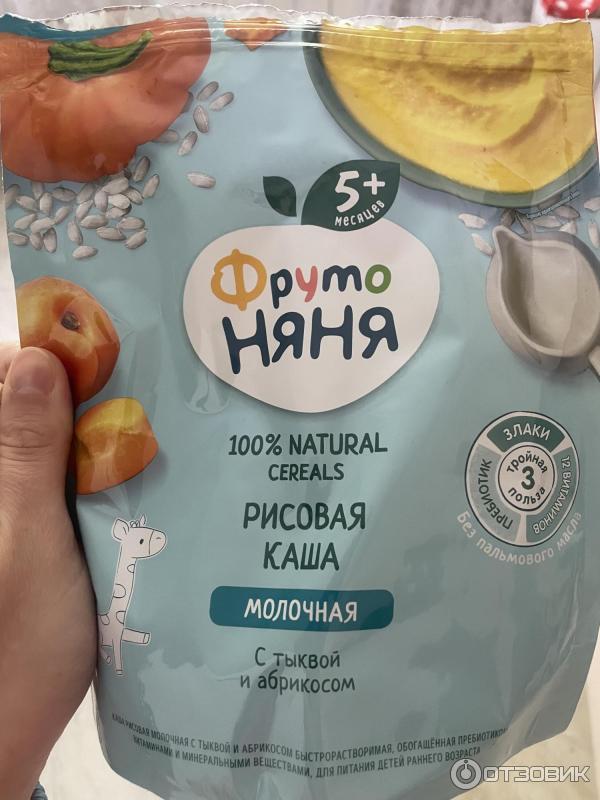 5+
месяцев
Фруто
НЯНЯ
100% NATURAL
CEREALS
РИСОВАЯ
КАША
МОЛОЧНАЯ
С тыквой
и абрикосом
ЗЛАКИ
ПРЕБИОТИК
12 ВИТАМИНОВ
тройная
3
польза
Без пальмового масла
КАША РИСОВАЯ МОЛОЧНАЯ С ТЫКВОЙ И АБРИКОСОМ БЫСТРОРАСТВОРИМАЯ, ОБОГАЩЁННАЯ ПРЕБИОТИКОМ,
ВИТАМИНАМИ И МИНЕРАЛЬНЫМИ ВЕЩЕСТВАМИ, ДЛЯ ПИТАНИЯ ДЕТЕЙ РАННЕГО ВОЗРАСТА
ОТЗОВИК